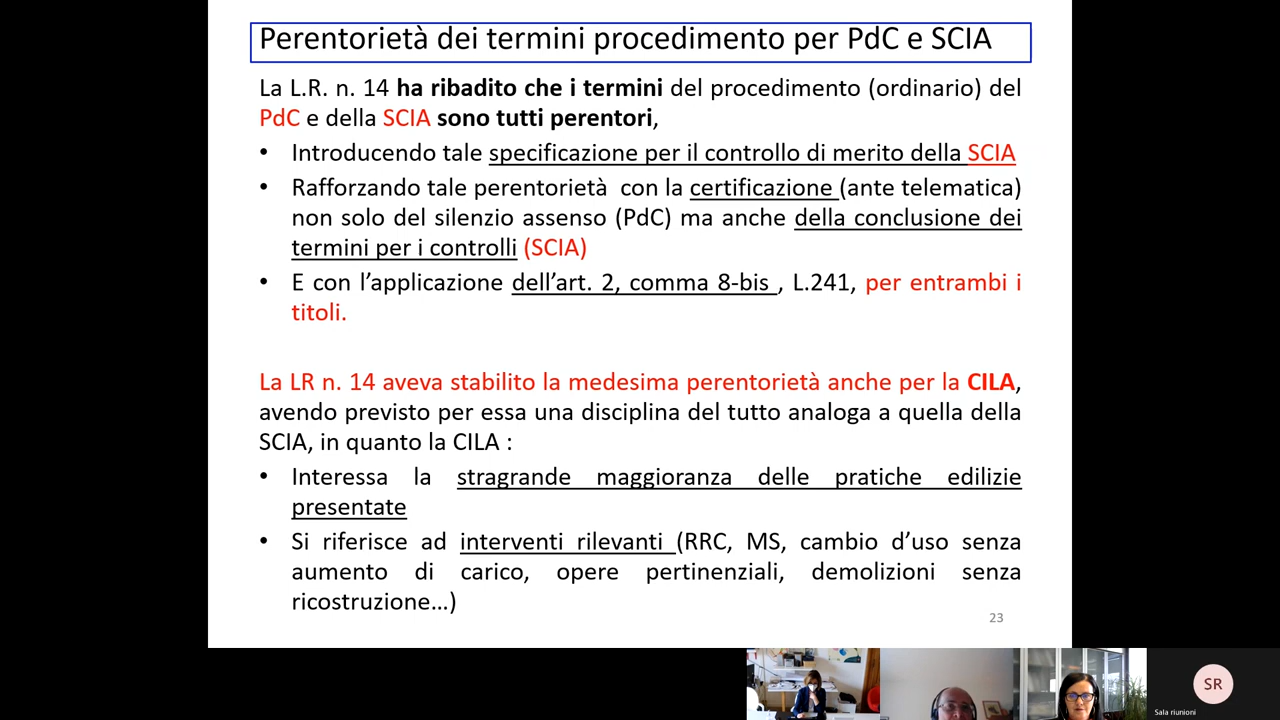 Perentorietà dei termini procedimento per PdC e SCIA
La L.R. n. 14 ha ribadito che i termini del procedimento (ordinario) del
PdC e della SCIA sono tutti perentori,
• Introducendo tale specificazione per il controllo di merito della SCIA
• Rafforzando tale perentorietà con la certificazione (ante telematica)
non solo del silenzio assenso (PdC) ma anche della conclusione dei
termini per i controlli (SCIA)
• E con l’applicazione dell’art. 2, comma 8-bis , L.241, per entrambi i
titoli.
La LR n. 14 aveva stabilito la medesima perentorietà anche per la CILA,
avendo previsto per essa una disciplina del tutto analoga a quella della
SCIA, in quanto la CILA :
• Interessa la stragrande maggioranza delle pratiche edilizie
presentate
• Si riferisce ad interventi rilevanti (RRC, MS, cambio d’uso senza
aumento di carico, opere pertinenziali, demolizioni senza
ricostruzione…)
23
SR
Sala riunioni